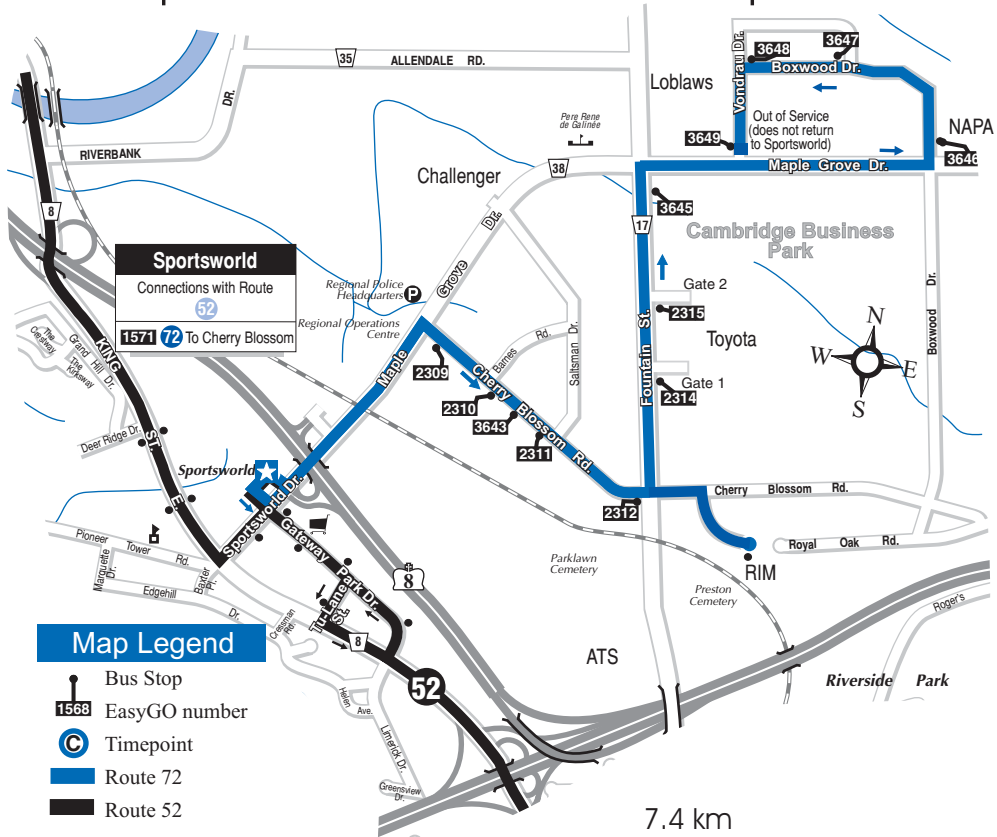 35
ALLENDALE RD.
DR.
RIVERBANK
8
Loblaws
Vondrau Dr.
3648
3647
Boxwood Dr.
Out of Service
(does not return
to Sportsworld)
3649
NAPA
3646
Maple Grove Dr.
Pere Rene
de Galinée
38
Challenger
Dr.
Grove
Maple
3645
17
Cambridge Business
Park
Sportsworld
Connections with Route
52
1571 72 To Cherry Blossom
Regional Police
Headquarters
P
Regional Operations
Centre
Gate 2
2315
Toyota
Fountain St.
Gate 1
2314
Boxwood Dr.
N
W
E
S
The
Crestway
Grand Hill Dr.
The
Kirksway
KING
ST.
E.
Deer Ridge Dr.
2309
Barnes Rd.
Saltsman Dr.
Cherry Blossom Rd.
2310
3643
2311
2312
Cherry Blossom Rd.
Royal Oak Rd.
RIM
Sportsworld
Sportsworld Dr.
Gateway Park Dr.
Tu-Lane
St.
8
8
Pioneer
Tower
Rd.
Marquette
Dr.
Baxter
Pl.
Edgehill
Dr.
Cressman
Rd.
Parklawn
Cemetery
Preston
Cemetery
Roger's
ATS
Riverside Park
52
Helen
Ave.
Limerick Dr.
Greensview
Dr.
Map Legend
Bus Stop
1568 EasyGO number
C Timepoint
Route 72
Route 52
7.4 km